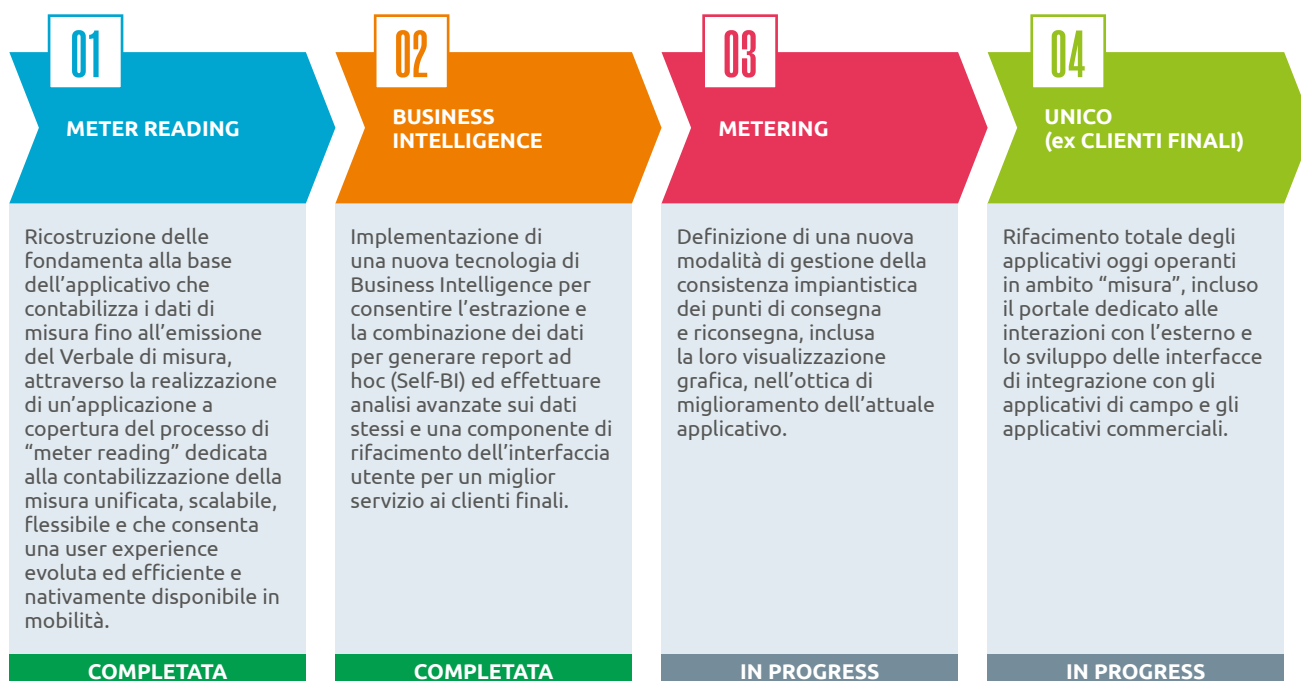 01
METER READING
Ricostruzione delle
fondamenta alla base
dell’applicativo che
contabilizza i dati di
misura fino all’emissione
del Verbale di misura,
attraverso la realizzazione
di un’applicazione a
copertura del processo di
“meter reading” dedicata
alla contabilizzazione della
misura unificata, scalabile,
flessibile e che consenta
una user experience
evoluta ed efficiente e
nativamente disponibile in
mobilità.
COMPLETATA
02
BUSINESS
INTELLIGENCE
Implementazione di
una nuova tecnologia di
Business Intelligence per
consentire l’estrazione e
la combinazione dei dati
per generare report ad
hoc (Self-BI) ed effettuare
analisi avanzate sui dati
stessi e una componente di
rifacimento dell’interfaccia
utente per un miglior
servizio ai clienti finali.
COMPLETATA
03
METERING
Definizione di una nuova
modalità di gestione della
consistenza impiantistica
dei punti di consegna
e riconsegna, inclusa
la loro visualizzazione
grafica, nell’ottica di
miglioramento dell’attuale
applicativo.
IN PROGRESS
04
UNICO
(ex CLIENTI FINALI)
Rifacimento totale degli
applicativi oggi operanti
in ambito “misura”, incluso
il portale dedicato alle
interazioni con l’esterno e
lo sviluppo delle interfacce
di integrazione con gli
applicativi di campo e gli
applicativi commerciali.
IN PROGRESS